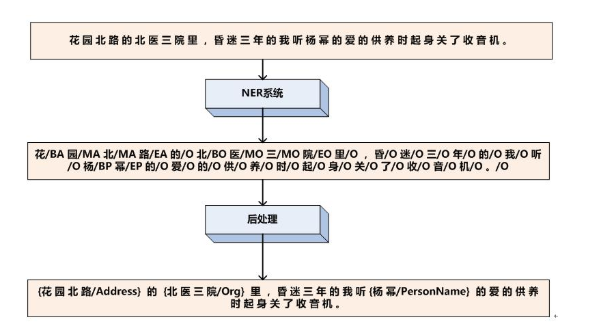 花园北路的北医三院里，昏迷三年的我听杨幂的爱的供养时起身关了收音机。
NER系统
花/BA 园/MA 北/MA 路/EA 的/O 北/BO 医/MO 三/MO 院/EO 里/O ，昏/O 迷/O 三/O 年/O 的/O 我/O 听
/O 杨/BP 幂/EP 的/O 爱/O 的/O 供/O 养/O 时/O 起/O 身/O 关/O 了/O 收/O 音/O 机/O 。/O
后处理
{花园北路/Address} 的 {北医三院/Org} 里，昏迷三年的我听{杨幂/PersonName} 的爱的供养
时起身关了收音机。